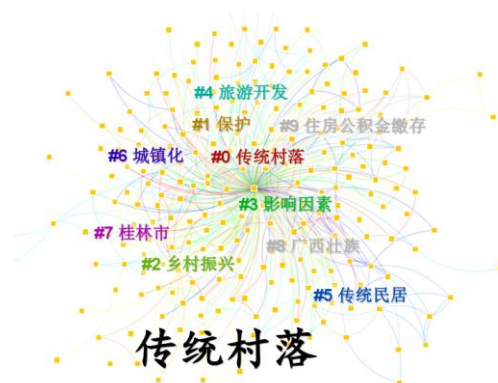 #4 旅游开发
#1 保护
#9 住房公积金缴存
#6 城镇化
#0 传统村落
#3 影响因素
#7 桂林市
#8 广西壮族
#2 乡村振兴
#5 传统民居
传统村落